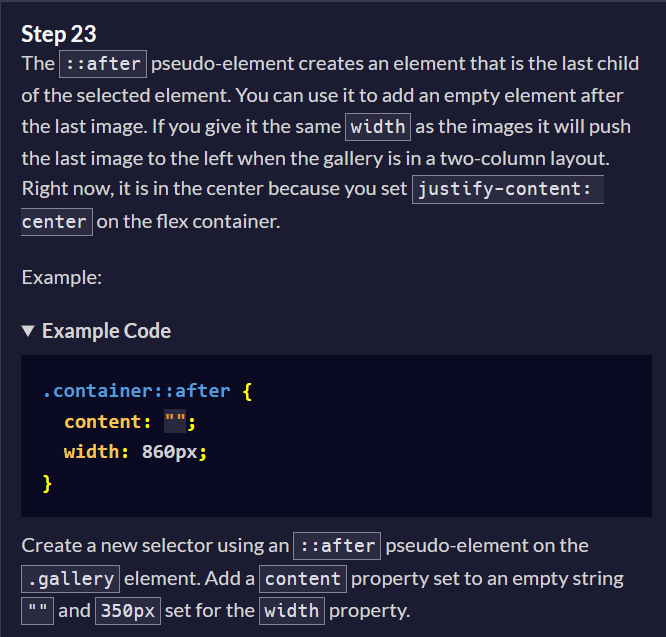 Step 23
The ::after pseudo-element creates an element that is the last child
of the selected element. You can use it to add an empty element after
the last image. If you give it the same width as the images it will push
the last image to the left when the gallery is in a two-column layout.
Right now, it is in the center because you set justify-content:
center on the flex container.
Example:
▼ Example Code
.container::after {
  content: "";
  width: 860px;
}
Create a new selector using an ::after pseudo-element on the
.gallery element. Add a content property set to an empty string
"" and 350px set for the width property.